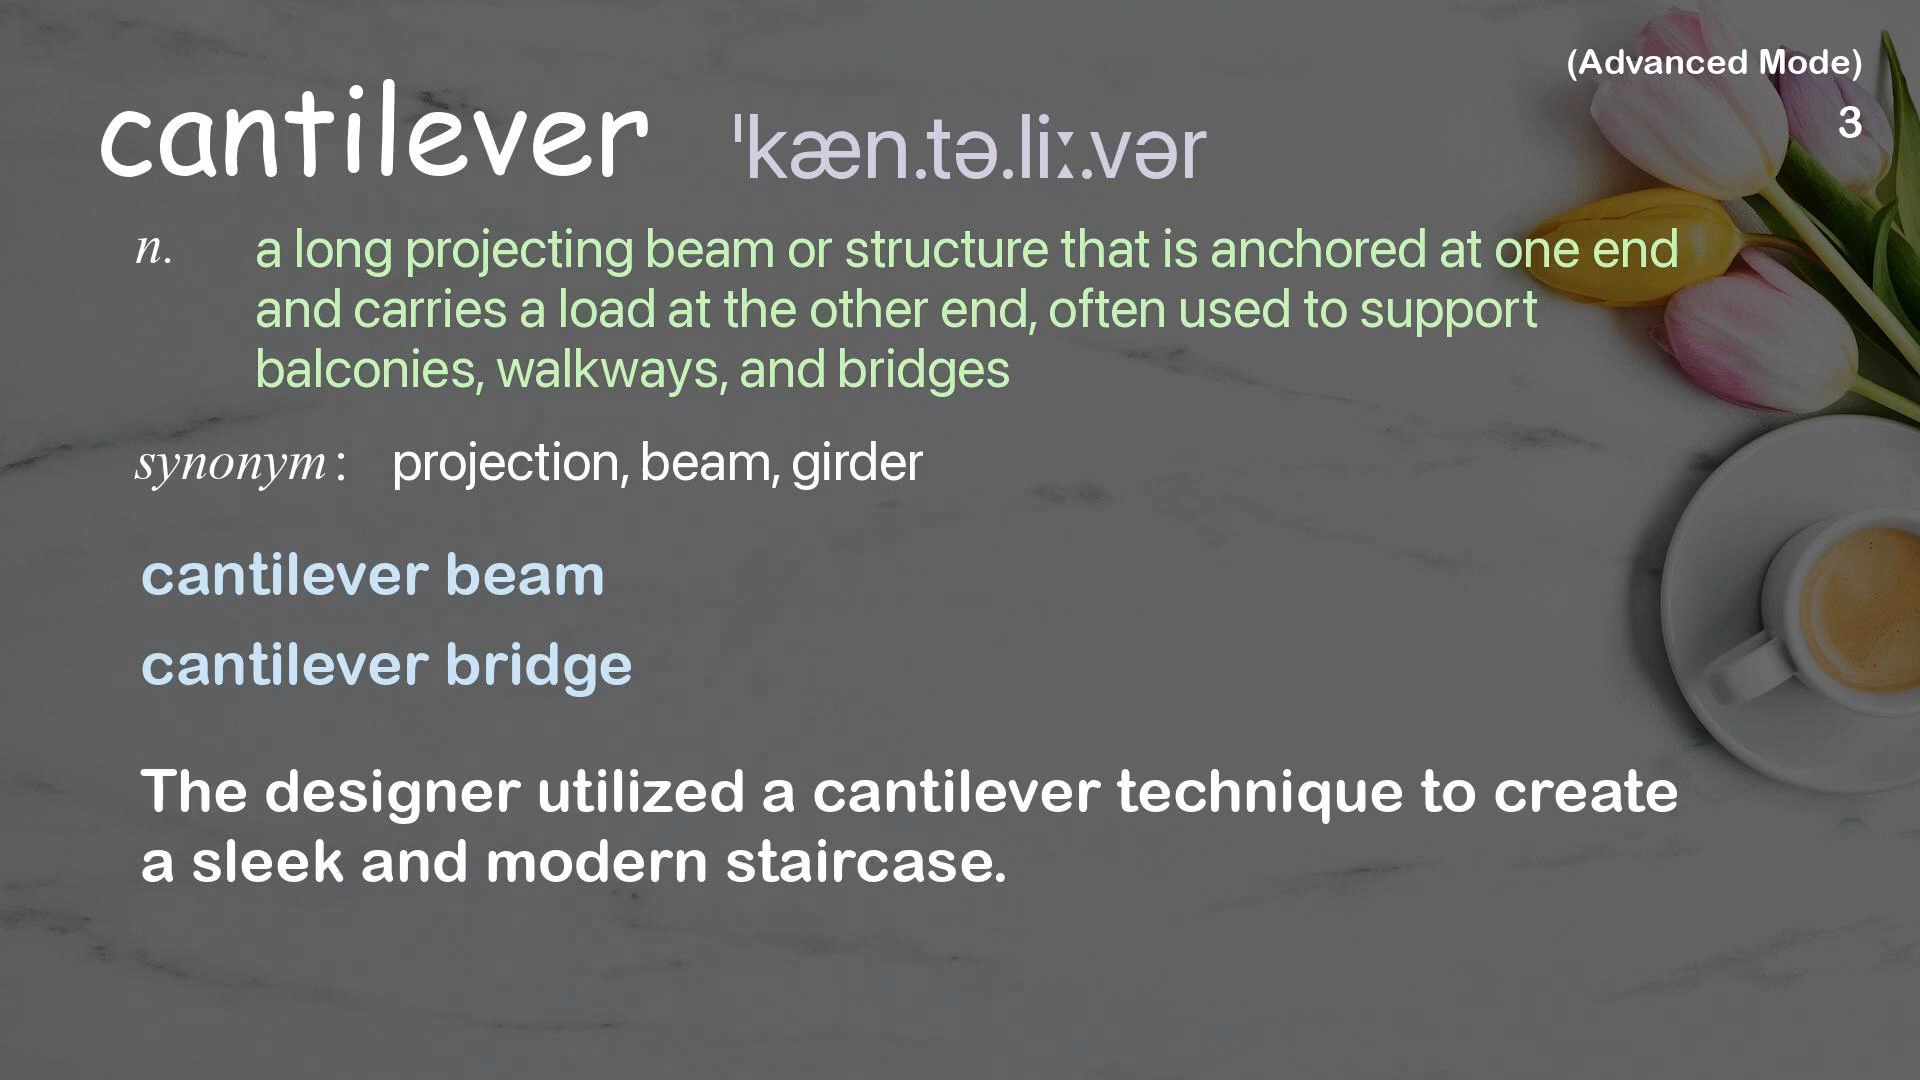 (Advanced Mode)
3
cantilever ˈkæn.tə.liː.vər
n. a long projecting beam or structure that is anchored at one end
and carries a load at the other end, often used to support
balconies, walkways, and bridges
synonym: projection, beam, girder
cantilever beam
cantilever bridge
The designer utilized a cantilever technique to create
a sleek and modern staircase.